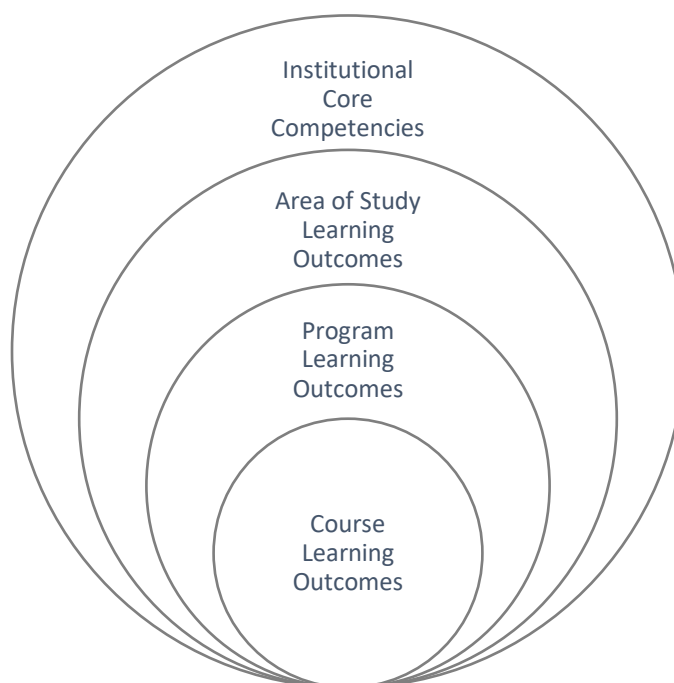 Institutional
Core
Competencies
Area of Study
Learning
Outcomes
Program
Learning
Outcomes
Course
Learning
Outcomes